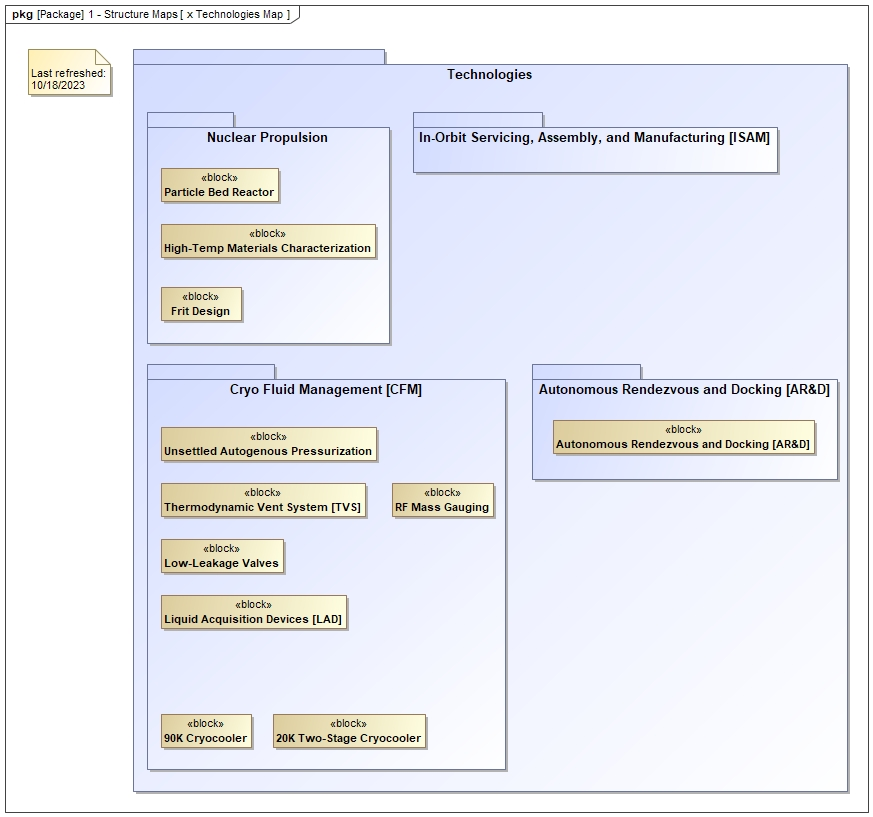 pkg [Package] 1 - Structure Maps [ x Technologies Map ]
Last refreshed:
10/18/2023
Technologies
Nuclear Propulsion
«block»
Particle Bed Reactor
«block»
High-Temp Materials Characterization
«block»
Frit Design
In-Orbit Servicing, Assembly, and Manufacturing [ISAM]
Cryo Fluid Management [CFM]
«block»
Unsettled Autogenous Pressurization
«block»
Thermodynamic Vent System [TVS]
«block»
RF Mass Gauging
«block»
Low-Leakage Valves
«block»
Liquid Acquisition Devices [LAD]
«block»
90K Cryocooler
«block»
20K Two-Stage Cryocooler
Autonomous Rendezvous and Docking [AR&D]
«block»
Autonomous Rendezvous and Docking [AR&D]